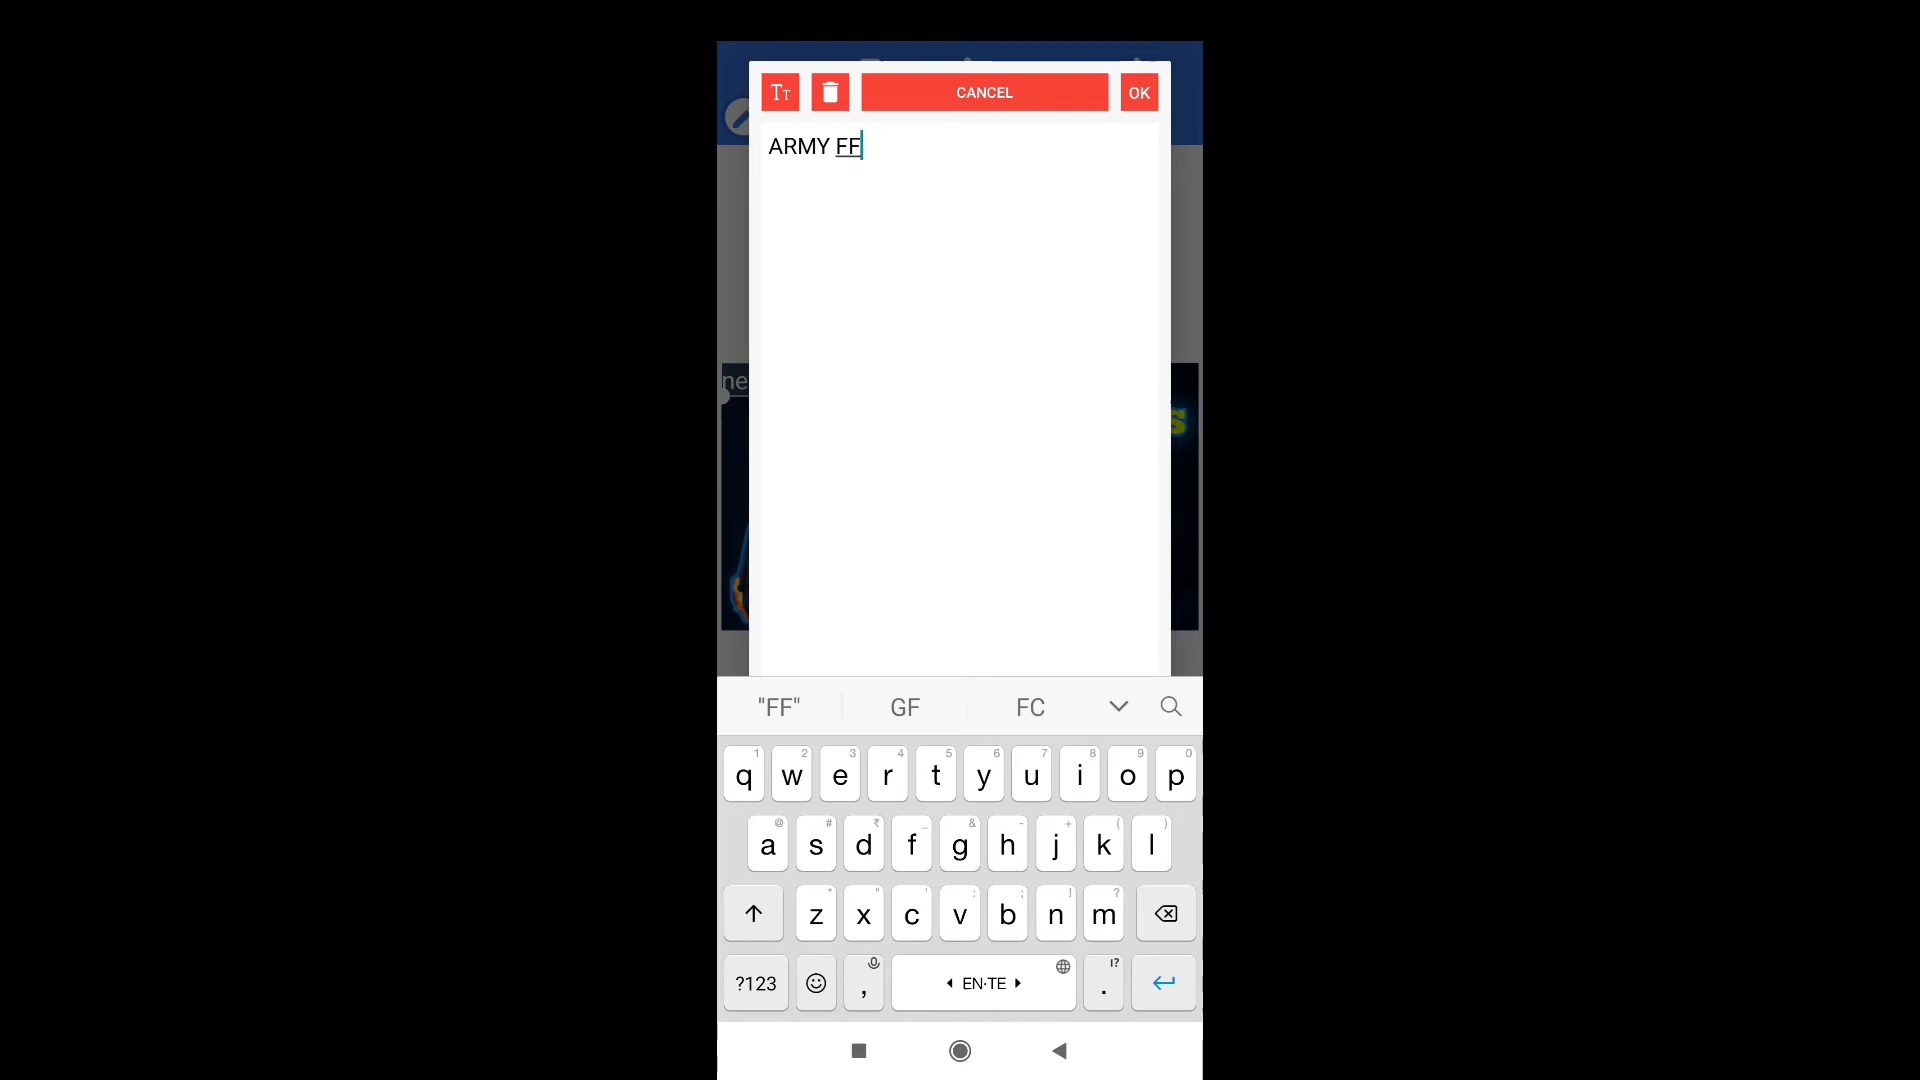 Tт CANCEL OK
ARMY FF
ne
S
"FF" GF FC
1 2 3 4 5 6 7 8 9 0
q w e r t y u i o p
@ # ₹ _ & - + ( )
a s d f g h j k l
* " ' : ; ! ?
z x c v b n m
?123 , EN·TE !? .